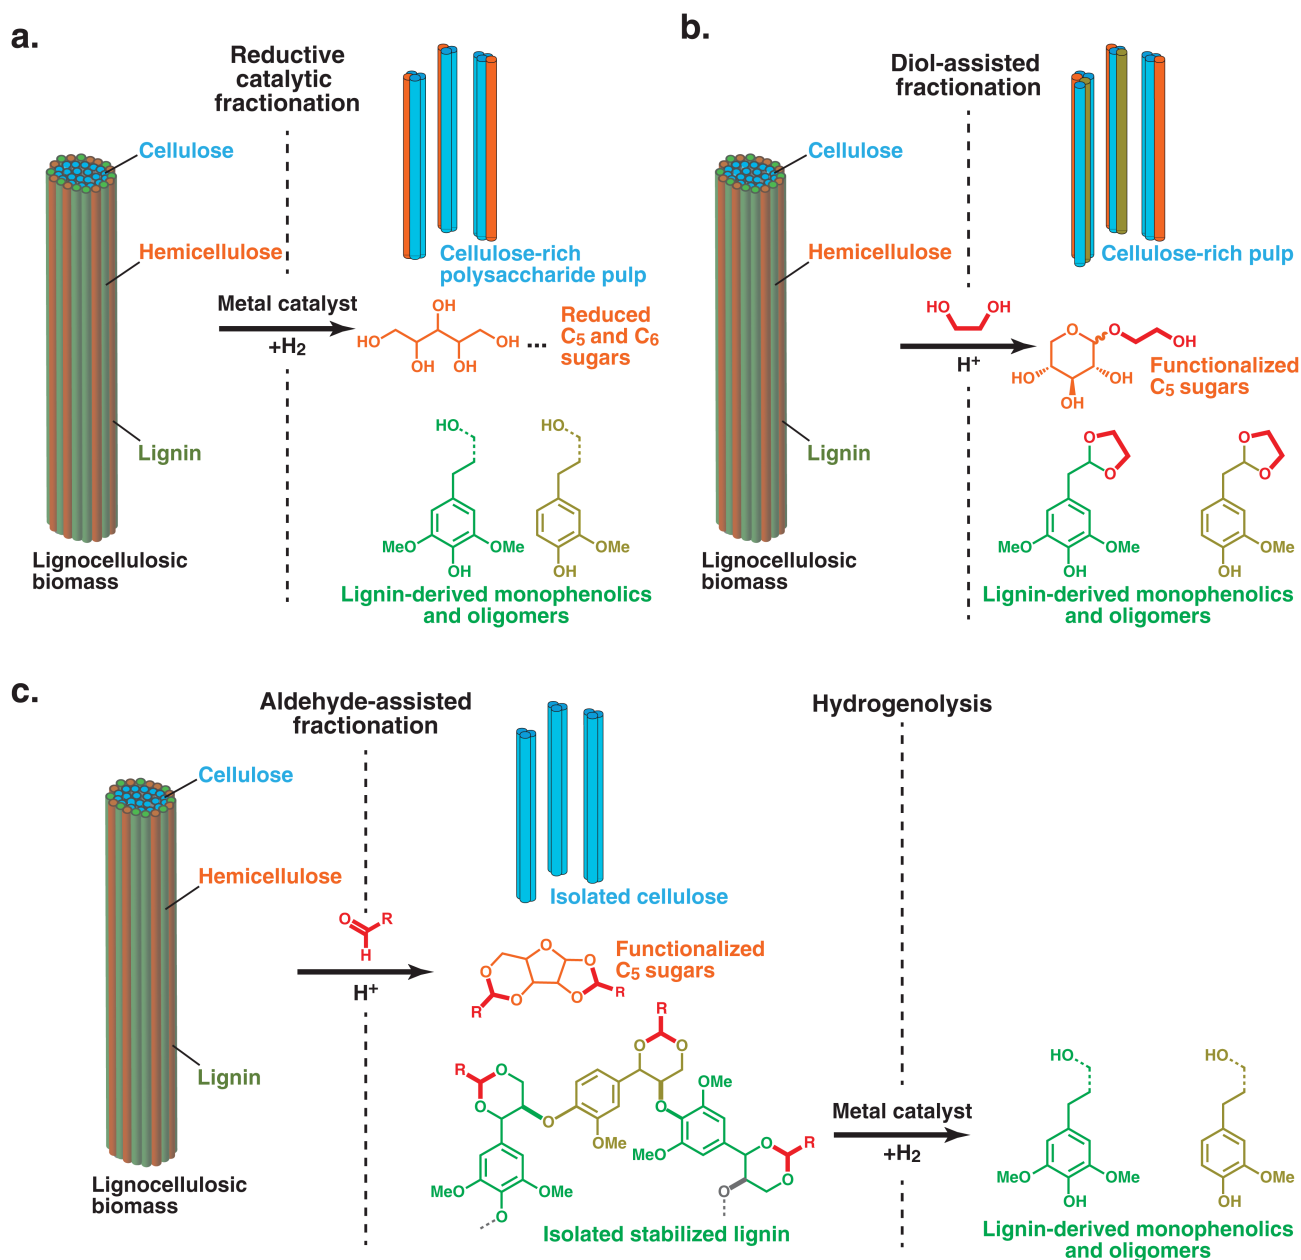 a.
Reductive
catalytic
fractionation
Cellulose
Hemicellulose
Cellulose-rich
polysaccharide pulp
Metal catalyst
+H2
OH
HO
OH
OH
OH
...
Reduced
C5 and C6
sugars
Lignin
HO
HO
MeO
OMe
OMe
OH
OH
Lignocellulosic
biomass
Lignin-derived monophenolics
and oligomers
b.
Diol-assisted
fractionation
Cellulose
Hemicellulose
Cellulose-rich pulp
HO
OH
H+
O
O
OH
HO
OH
OH
Functionalized
C5 sugars
Lignin
O
O
O
O
MeO
OMe
OMe
OH
OH
Lignocellulosic
biomass
Lignin-derived monophenolics
and oligomers
c.
Aldehyde-assisted
fractionation
Hydrogenolysis
Cellulose
Hemicellulose
Isolated cellulose
O
R
H
H+
O
O
O
O
O
R
R
Functionalized
C5 sugars
Lignin
R
O
O
R
O
O
O
OMe
O
OMe
MeO
O
R
O
O
MeO
OMe
O
Isolated stabilized lignin
Lignocellulosic
biomass
Metal catalyst
+H2
HO
HO
MeO
OMe
OMe
OH
OH
Lignin-derived monophenolics
and oligomers